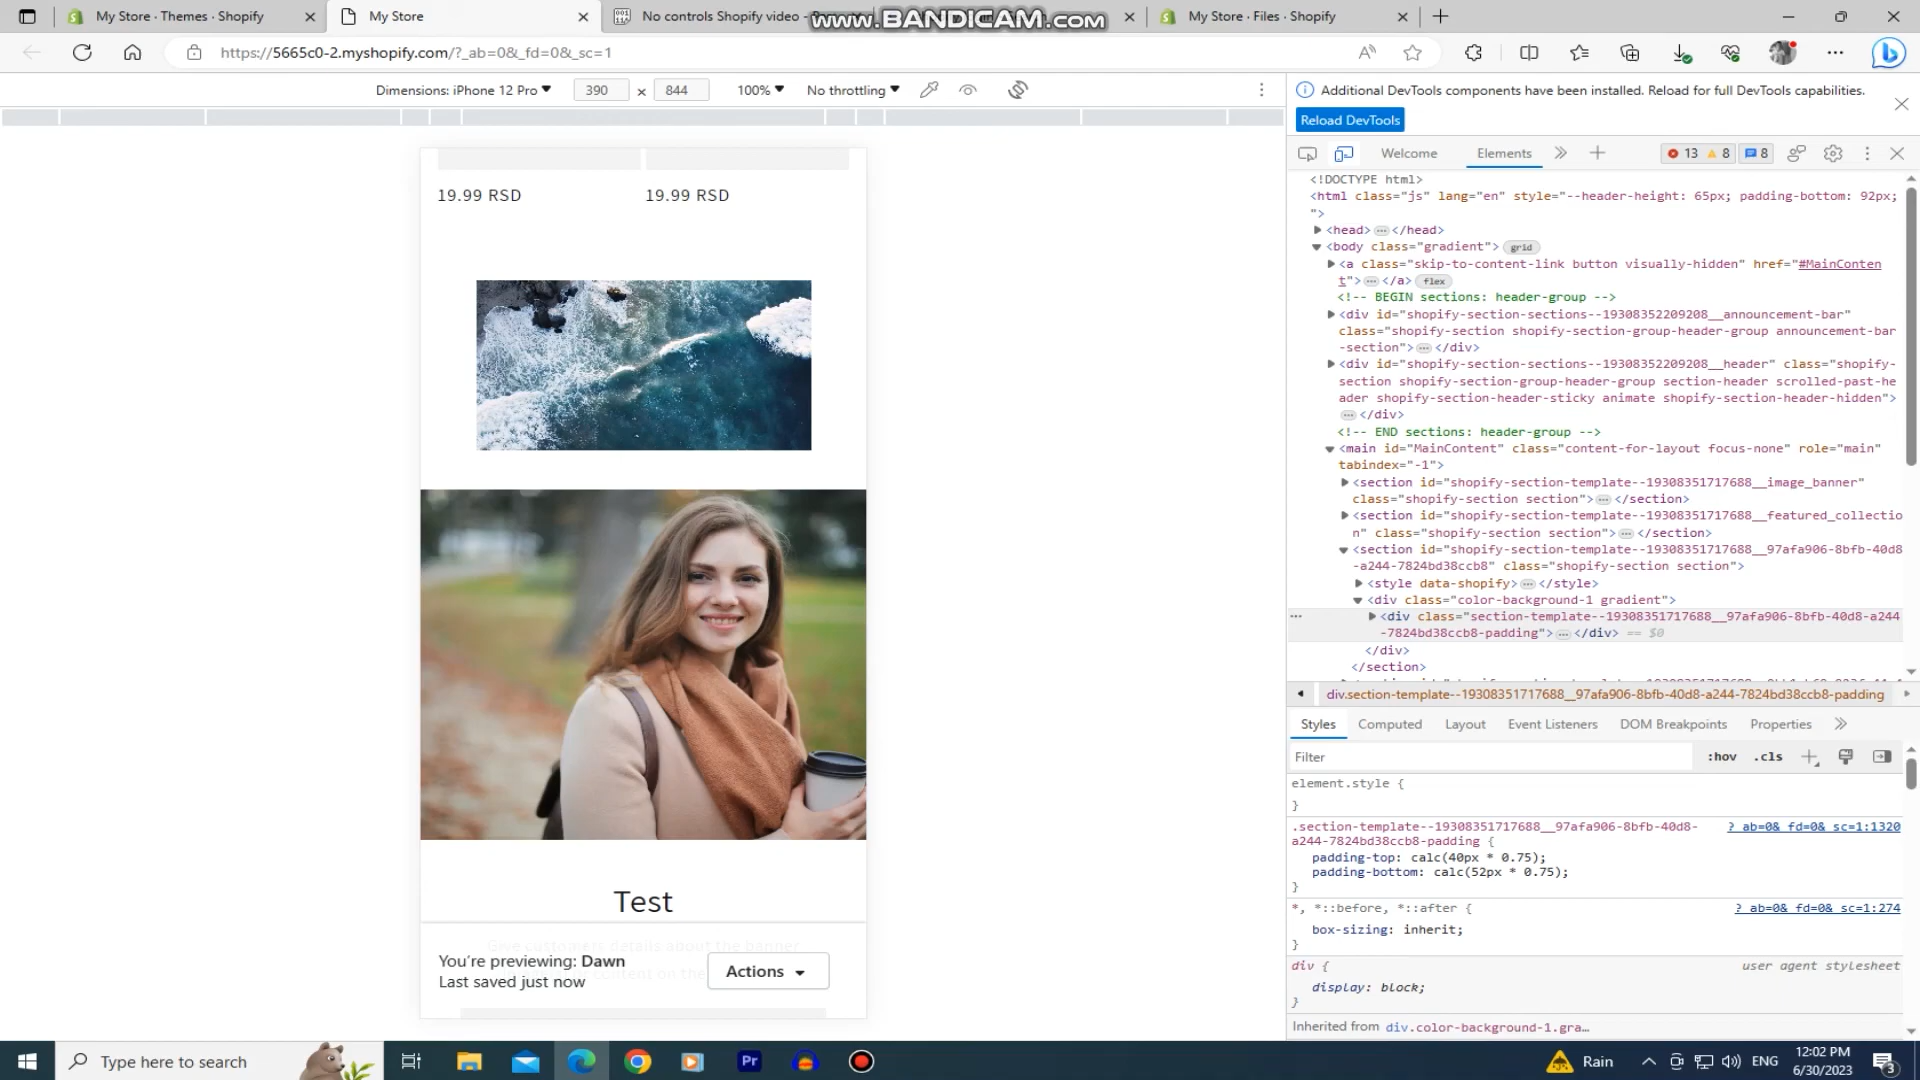 My Store · Themes · Shopify
My Store
No controls Shopify video -
My Store · Files · Shopify
www.BANDICAM.com
https://5665c0-2.myshopify.com/?_ab=0&_fd=0&_sc=1
Dimensions: iPhone 12 Pro 390 x 844 100% No throttling
Additional DevTools components have been installed. Reload for full DevTools capabilities.
Reload DevTools
Welcome Elements 13 8 8
<!DOCTYPE html>
<html class="js" lang="en" style="--header-height: 65px; padding-bottom: 92px;
">
<head> … </head>
<body class="gradient"> grid
<a class="skip-to-content-link button visually-hidden" href="#MainConten
t"> … </a> flex
<!-- BEGIN sections: header-group -->
<div id="shopify-section-sections--19308352209208__announcement-bar"
class="shopify-section shopify-section-group-header-group announcement-bar
-section"> … </div>
<div id="shopify-section-sections--19308352209208__header" class="shopify-
section shopify-section-group-header-group section-header scrolled-past-he
ader shopify-section-header-sticky animate shopify-section-header-hidden">
… </div>
<!-- END sections: header-group -->
<main id="MainContent" class="content-for-layout focus-none" role="main"
tabindex="-1">
<section id="shopify-section-template--19308351717688__image_banner"
class="shopify-section section"> … </section>
<section id="shopify-section-template--19308351717688__featured_collectio
n" class="shopify-section section"> … </section>
<section id="shopify-section-template--19308351717688__97afa906-8bfb-40d8
-a244-7824bd38ccb8" class="shopify-section section">
<style data-shopify> … </style>
<div class="color-background-1 gradient">
<div class="section-template--19308351717688__97afa906-8bfb-40d8-a244
-7824bd38ccb8-padding"> … </div> == $0
</div>
</section>
div.section-template--19308351717688__97afa906-8bfb-40d8-a244-7824bd38ccb8-padding
Styles Computed Layout Event Listeners DOM Breakpoints Properties
Filter :hov .cls
element.style {
}
.section-template--19308351717688__97afa906-8bfb-40d8- ?_ab=0&_fd=0&_sc=1:1320
a244-7824bd38ccb8-padding {
padding-top: calc(40px * 0.75);
padding-bottom: calc(52px * 0.75);
}
*, *::before, *::after { ?_ab=0&_fd=0&_sc=1:274
box-sizing: inherit;
}
div { user agent stylesheet
display: block;
}
Inherited from div.color-background-1.gra…
19.99 RSD 19.99 RSD
Test
Give customers details about the banner
content on the
You're previewing: Dawn
Last saved just now
Actions
Type here to search
Pr
Rain
ENG
12:02 PM
6/30/2023
3